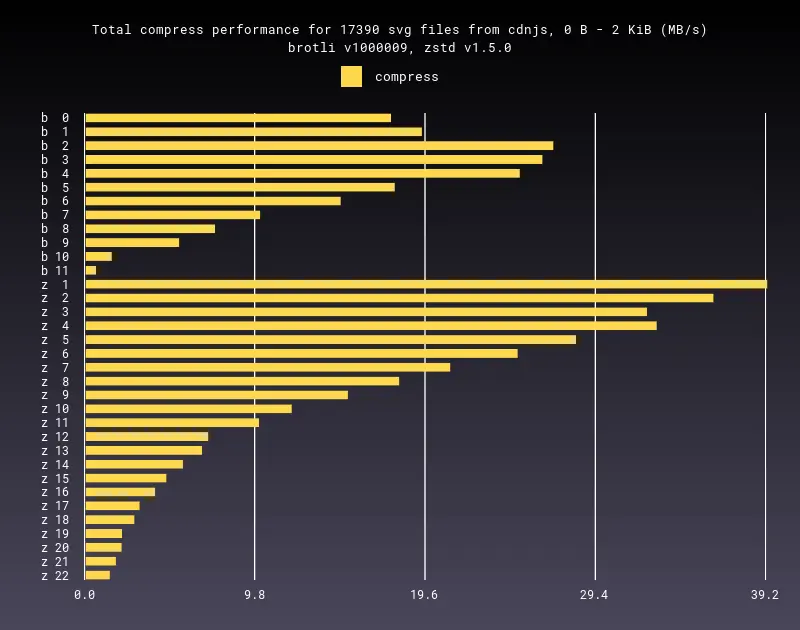 Total compress performance for 17390 svg files from cdnjs, 0 B - 2 KiB (MB/s)
brotli v1000009, zstd v1.5.0
compress
b 0
b 1
b 2
b 3
b 4
b 5
b 6
b 7
b 8
b 9
b 10
b 11
z 1
z 2
z 3
z 4
z 5
z 6
z 7
z 8
z 9
z 10
z 11
z 12
z 13
z 14
z 15
z 16
z 17
z 18
z 19
z 20
z 21
z 22
0.0 9.8 19.6 29.4 39.2